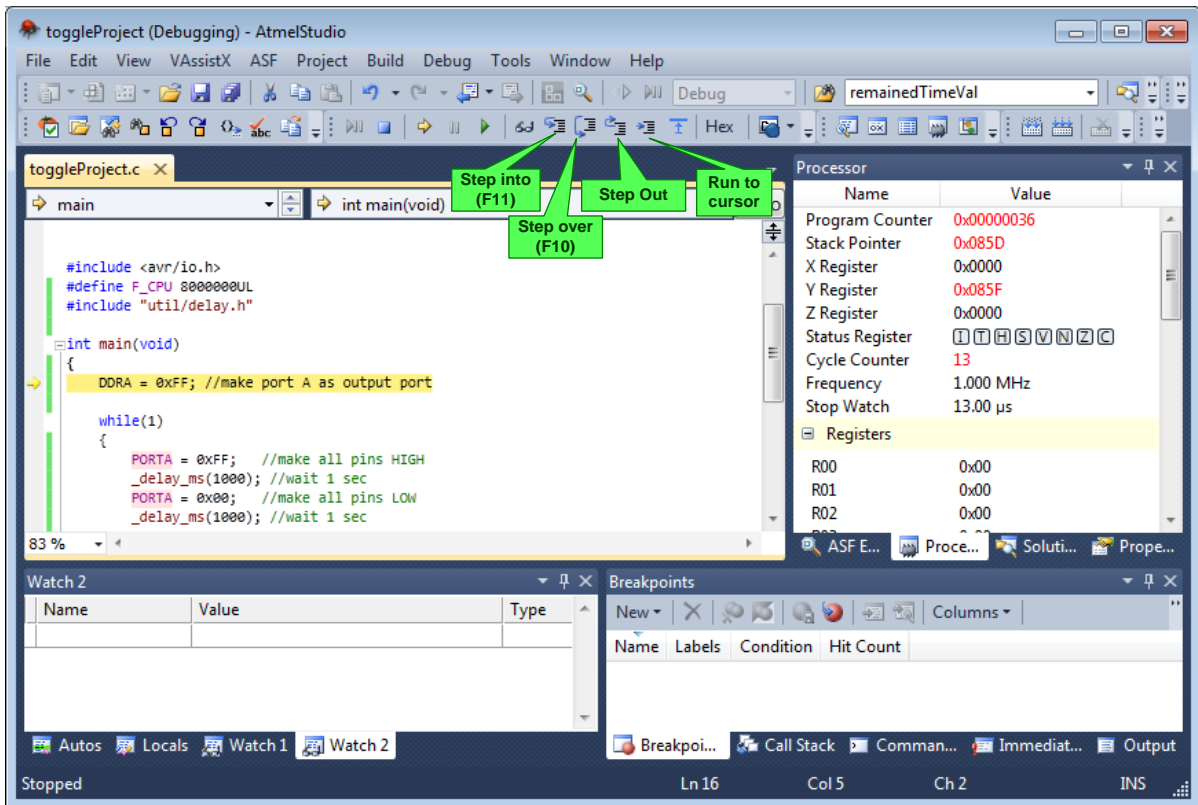 toggleProject (Debugging) - AtmelStudio
File Edit View VAssistX ASF Project Build Debug Tools Window Help
Debug remainedTimeVal
Hex
toggleProject.c
Step into
(F11)
Step over
(F10)
Step Out
Run to
cursor
main int main(void)
#include <avr/io.h>
#define F_CPU 8000000UL
#include "util/delay.h"
int main(void)
{
DDRA = 0xFF; //make port A as output port
while(1)
{
PORTA = 0xFF; //make all pins HIGH
_delay_ms(1000); //wait 1 sec
PORTA = 0x00; //make all pins LOW
_delay_ms(1000); //wait 1 sec
83 %
Processor
Name Value
Program Counter 0x00000036
Stack Pointer 0x085D
X Register 0x0000
Y Register 0x085F
Z Register 0x0000
Status Register I T H S V N Z C
Cycle Counter 13
Frequency 1.000 MHz
Stop Watch 13.00 µs
Registers
R00 0x00
R01 0x00
R02 0x00
ASF E... Proce... Soluti... Prope...
Watch 2
Name Value Type
Autos Locals Watch 1 Watch 2
Breakpoints
New Columns
Name Labels Condition Hit Count
Breakpoi... Call Stack Comman... Immediat... Output
Stopped Ln 16 Col 5 Ch 2 INS